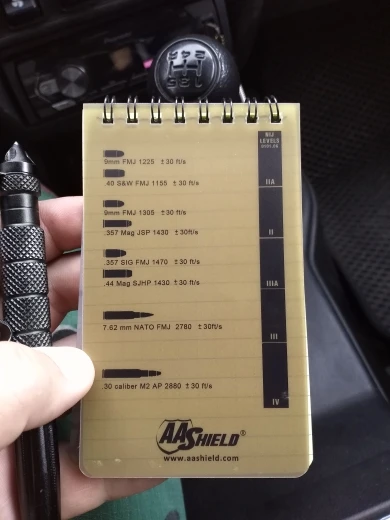 NIJ
LEVELS
9mm FMJ 1225 ±30 ft/s
.40 S&W FMJ 1155 ±30 ft/s
IIA
9mm FMJ 1305 ±30 ft/s
.357 Mag JSP 1430 ±30 ft/s
II
.357 SIG FMJ 1470 ±30 ft/s
.44 Mag SJHP 1430 ±30 ft/s
IIIA
7.62 mm NATO FMJ 2780 ±30ft/s
III
.30 caliber M2 AP 2880 ±30 ft/s
IV
AASHIELD®
www.aashield.com